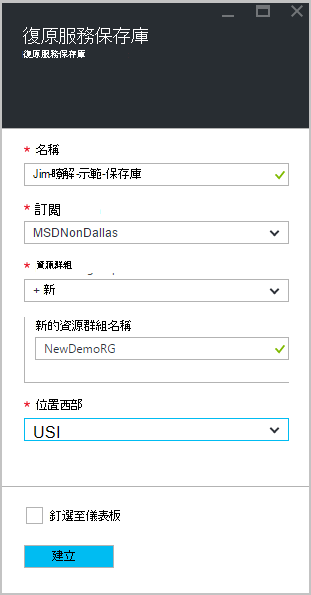 復原服務保存庫
復原服務保存庫
* 名稱
Jim-瞭解-示範-保存庫
* 訂閱
MSDNonDallas
* 資源群組
+ 新
新的資源群組名稱
NewDemoRG
* 位置西部
USI
釘選至儀表板
建立